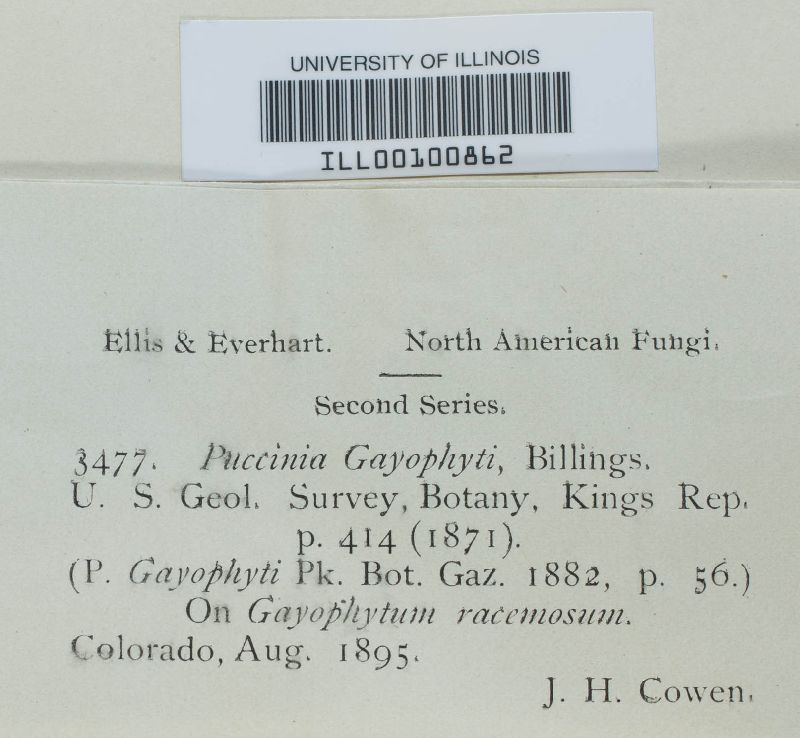 UNIVERSITY OF ILLINOIS
ILL00100862
Ellis & Everhart. North American Fungi.
Second Series.
3477. Puccinia Gayophyti, Billings.
U. S. Geol. Survey, Botany, Kings Rep.
p. 414 (1871).
(P. Gayophyti Pk. Bot. Gaz. 1882, p. 56.)
On Gayophytum racemosum.
Colorado, Aug. 1895.
J. H. Cowen.